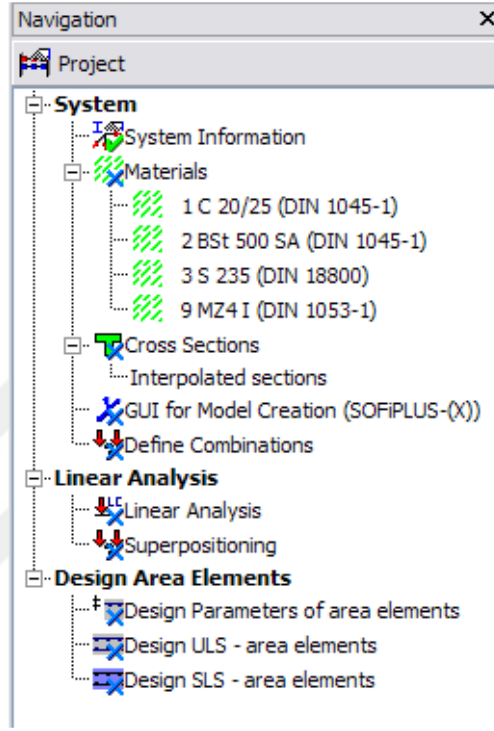 Navigation
Project
System
System Information
Materials
1 C 20/25 (DIN 1045-1)
2 BSt 500 SA (DIN 1045-1)
3 S 235 (DIN 18800)
9 MZ4 I (DIN 1053-1)
Cross Sections
Interpolated sections
GUI for Model Creation (SOFiPLUS-(X))
Define Combinations
Linear Analysis
Linear Analysis
Superpositioning
Design Area Elements
Design Parameters of area elements
Design ULS - area elements
Design SLS - area elements